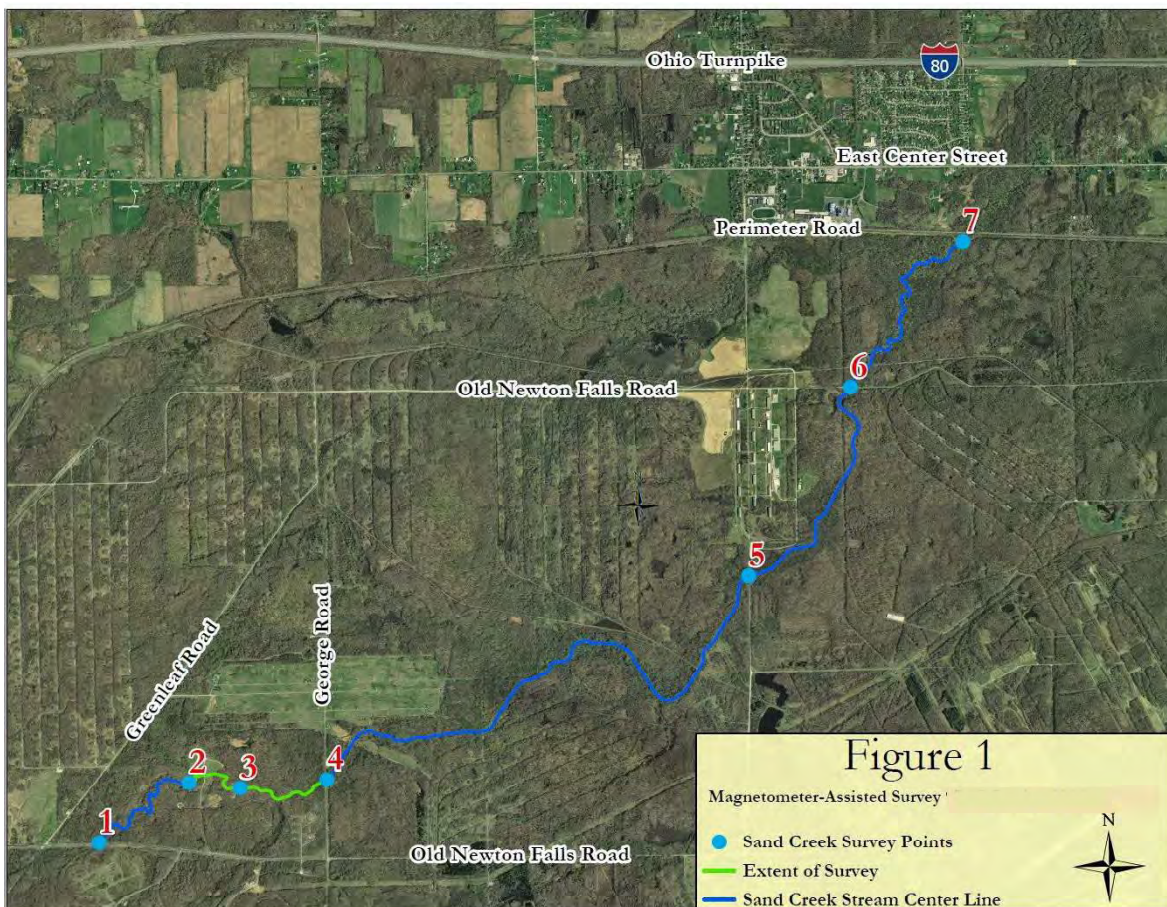 Ohio Turnpike
80
East Center Street
7
Perimeter Road
6
Old Newton Falls Road
5
Greenleaf Road
George Road
2
3
4
1
Old Newton Falls Road
Figure 1
Magnetometer-Assisted Survey
N
Sand Creek Survey Points
Extent of Survey
Sand Creek Stream Center Line